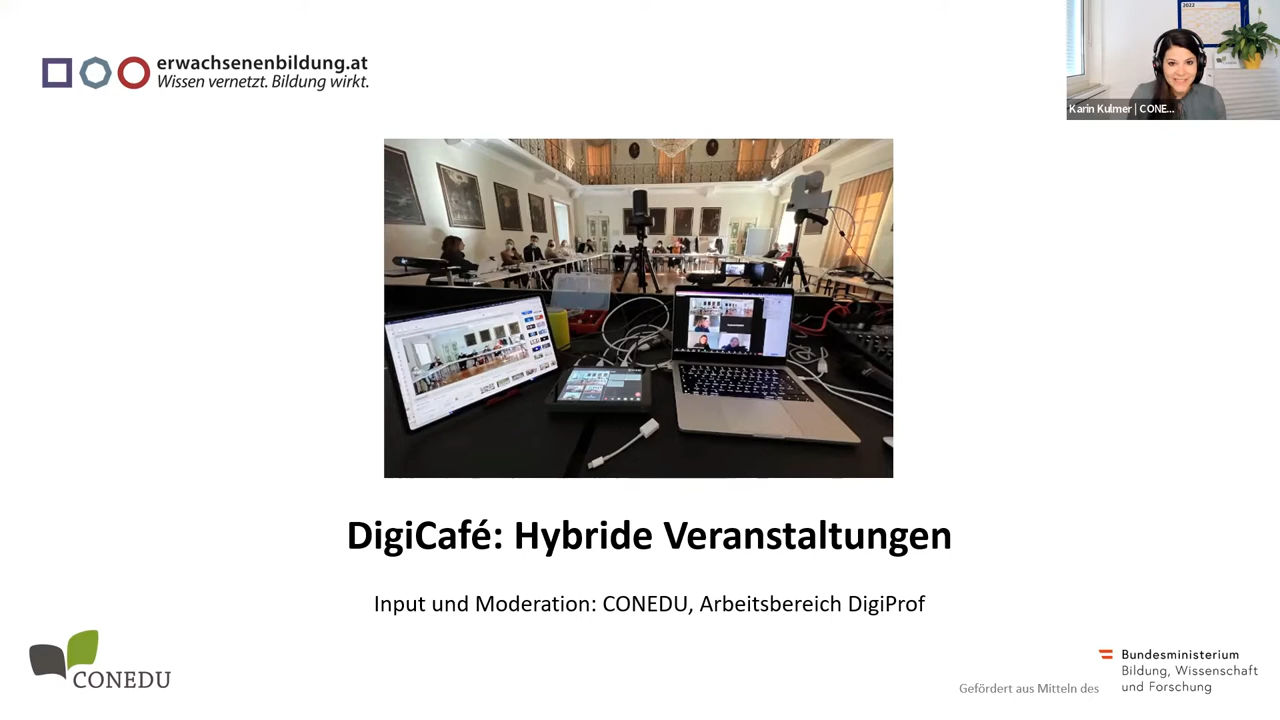 erwachsenenbildung.at
Wissen vernetzt. Bildung wirkt.
2022
Karin Kulmer | CONE...
DigiCafé: Hybride Veranstaltungen
Input und Moderation: CONEDU, Arbeitsbereich DigiProf
CONEDU
Gefördert aus Mitteln des
Bundesministerium
Bildung, Wissenschaft
und Forschung